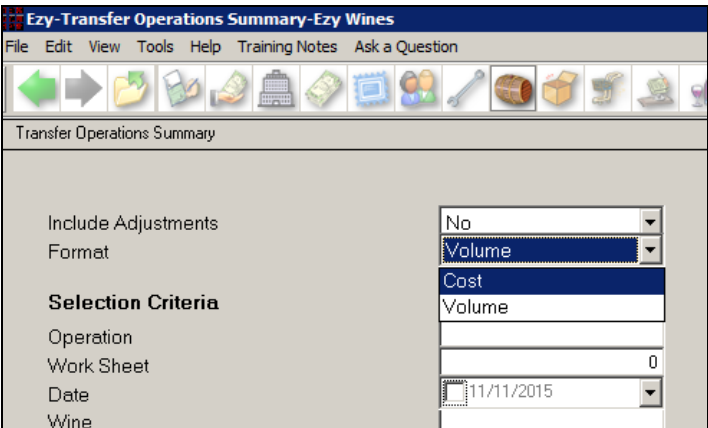 Ezy-Transfer Operations Summary-Ezy Wines
File Edit View Tools Help Training Notes Ask a Question
Transfer Operations Summary
Include Adjustments No
Format Volume
Cost
Selection Criteria Volume
Operation
Work Sheet 0
Date 11/11/2015
Wine